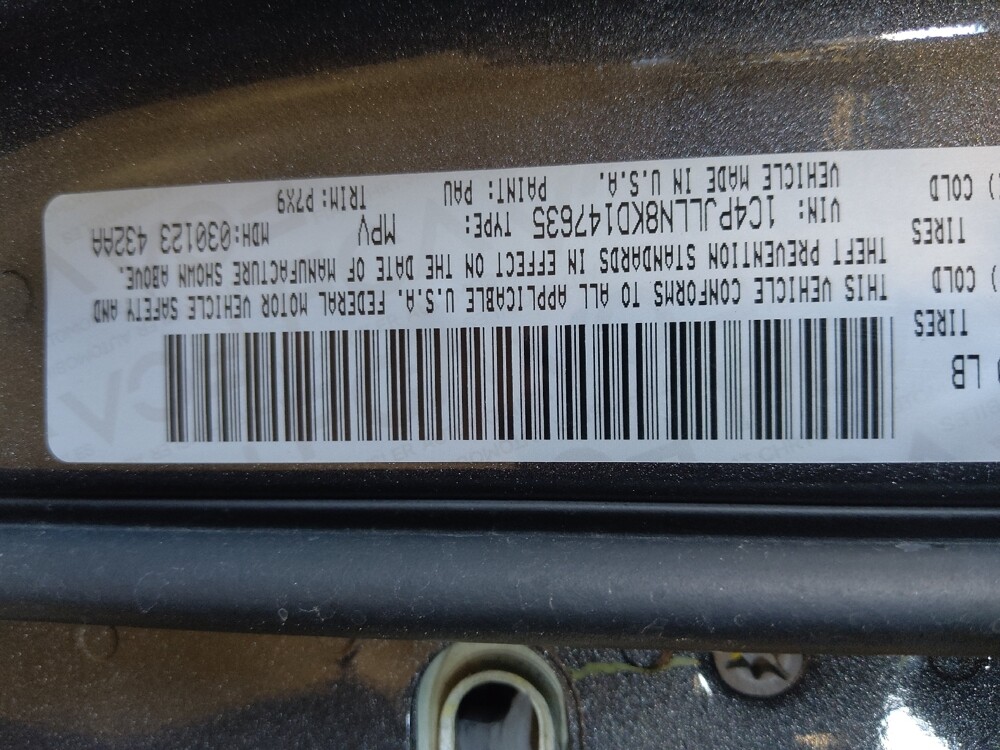 LB
TIRES
) COLD
TIRES
) COLD
THIS VEHICLE CONFORMS TO ALL APPLICABLE U.S.A. FEDERAL MOTOR VEHICLE SAFETY AND
THEFT PREVENTION STANDARDS IN EFFECT ON THE DATE OF MANUFACTURE SHOWN ABOVE.
VIN: 1C4PJLLN8KD147635 TYPE: MPV MDH:030123 432AA
VEHICLE MADE IN U.S.A. PAINT: PAU TRIM: P7X9